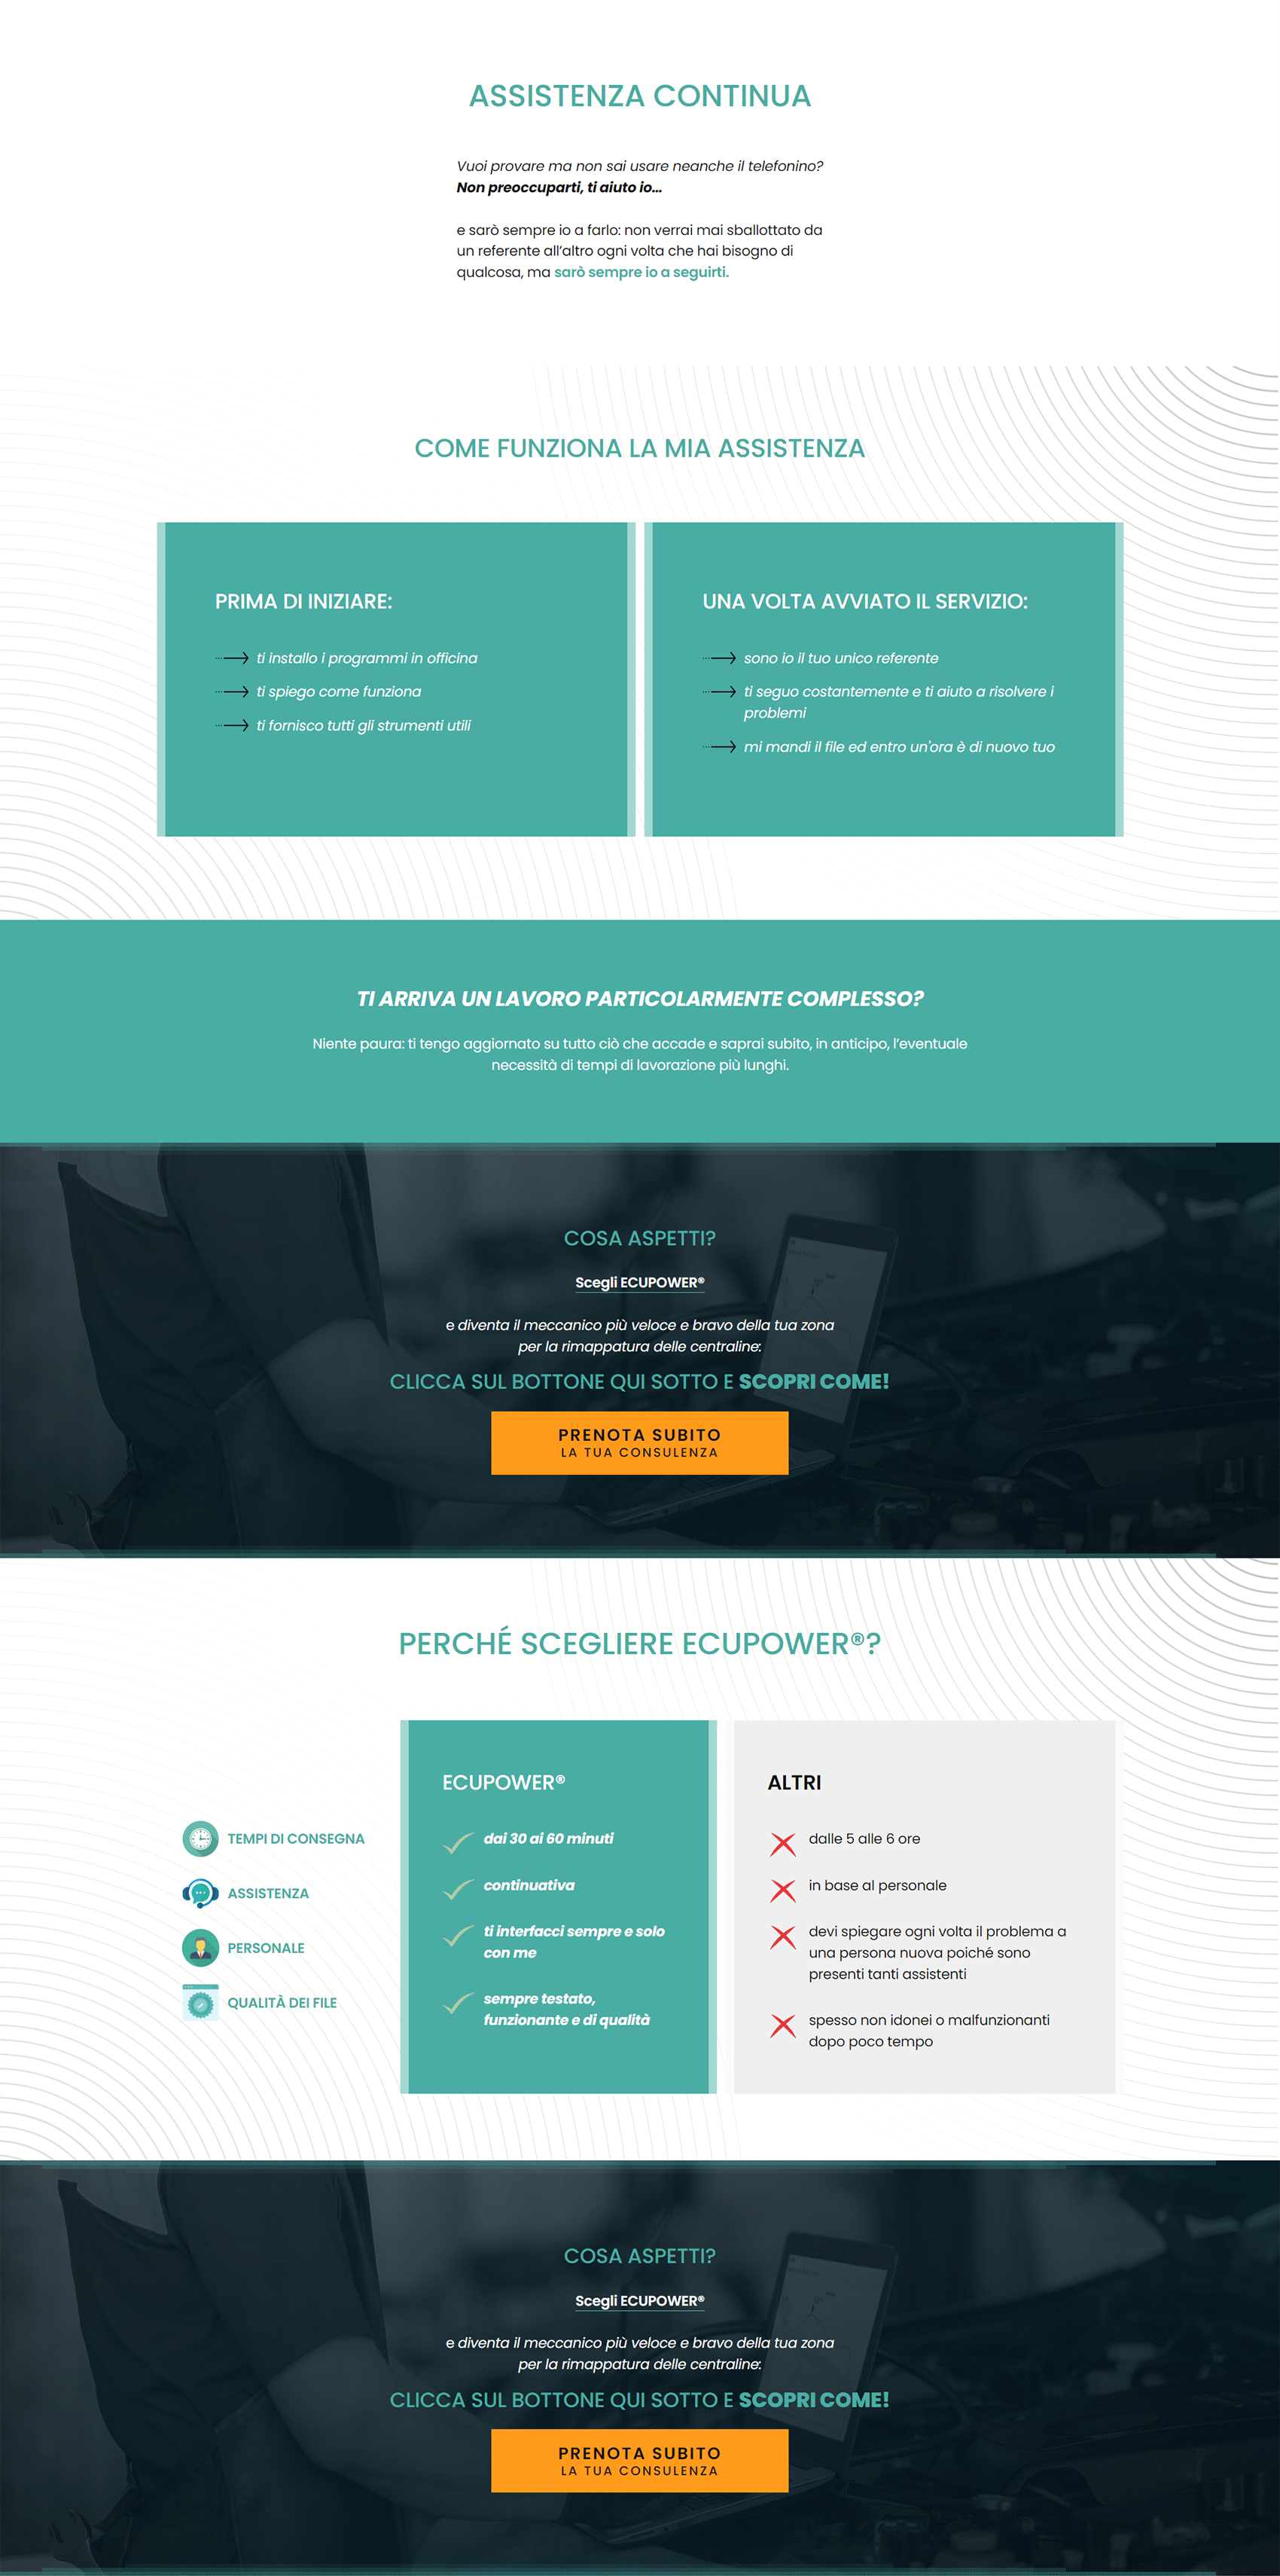 ASSISTENZA CONTINUA
Vuoi provare ma non sai usare neanche il telefonino?
Non preoccuparti, ti aiuto io...
e sarò sempre io a farlo: non verrai mai sballottato da
un referente all’altro ogni volta che hai bisogno di
qualcosa, ma sarò sempre io a seguirti.
COME FUNZIONA LA MIA ASSISTENZA
PRIMA DI INIZIARE:
ti installo i programmi in officina
ti spiego come funziona
ti fornisco tutti gli strumenti utili
UNA VOLTA AVVIATO IL SERVIZIO:
sono io il tuo unico referente
ti seguo costantemente e ti aiuto a risolvere i
problemi
mi mandi il file ed entro un'ora è di nuovo tuo
TI ARRIVA UN LAVORO PARTICOLARMENTE COMPLESSO?
Niente paura: ti tengo aggiornato su tutto ciò che accade e saprai subito, in anticipo, l’eventuale
necessità di tempi di lavorazione più lunghi.
COSA ASPETTI?
Scegli ECUPOWER®
e diventa il meccanico più veloce e bravo della tua zona
per la rimappatura delle centraline:
CLICCA SUL BOTTONE QUI SOTTO E SCOPRI COME!
PRENOTA SUBITO
LA TUA CONSULENZA
PERCHÉ SCEGLIERE ECUPOWER®?
TEMPI DI CONSEGNA
ASSISTENZA
PERSONALE
QUALITÀ DEI FILE
ECUPOWER®
dai 30 ai 60 minuti
continuativa
ti interfacci sempre e solo
con me
sempre testato,
funzionante e di qualità
ALTRI
dalle 5 alle 6 ore
in base al personale
devi spiegare ogni volta il problema a
una persona nuova poiché sono
presenti tanti assistenti
spesso non idonei o malfunzionanti
dopo poco tempo
COSA ASPETTI?
Scegli ECUPOWER®
e diventa il meccanico più veloce e bravo della tua zona
per la rimappatura delle centraline:
CLICCA SUL BOTTONE QUI SOTTO E SCOPRI COME!
PRENOTA SUBITO
LA TUA CONSULENZA